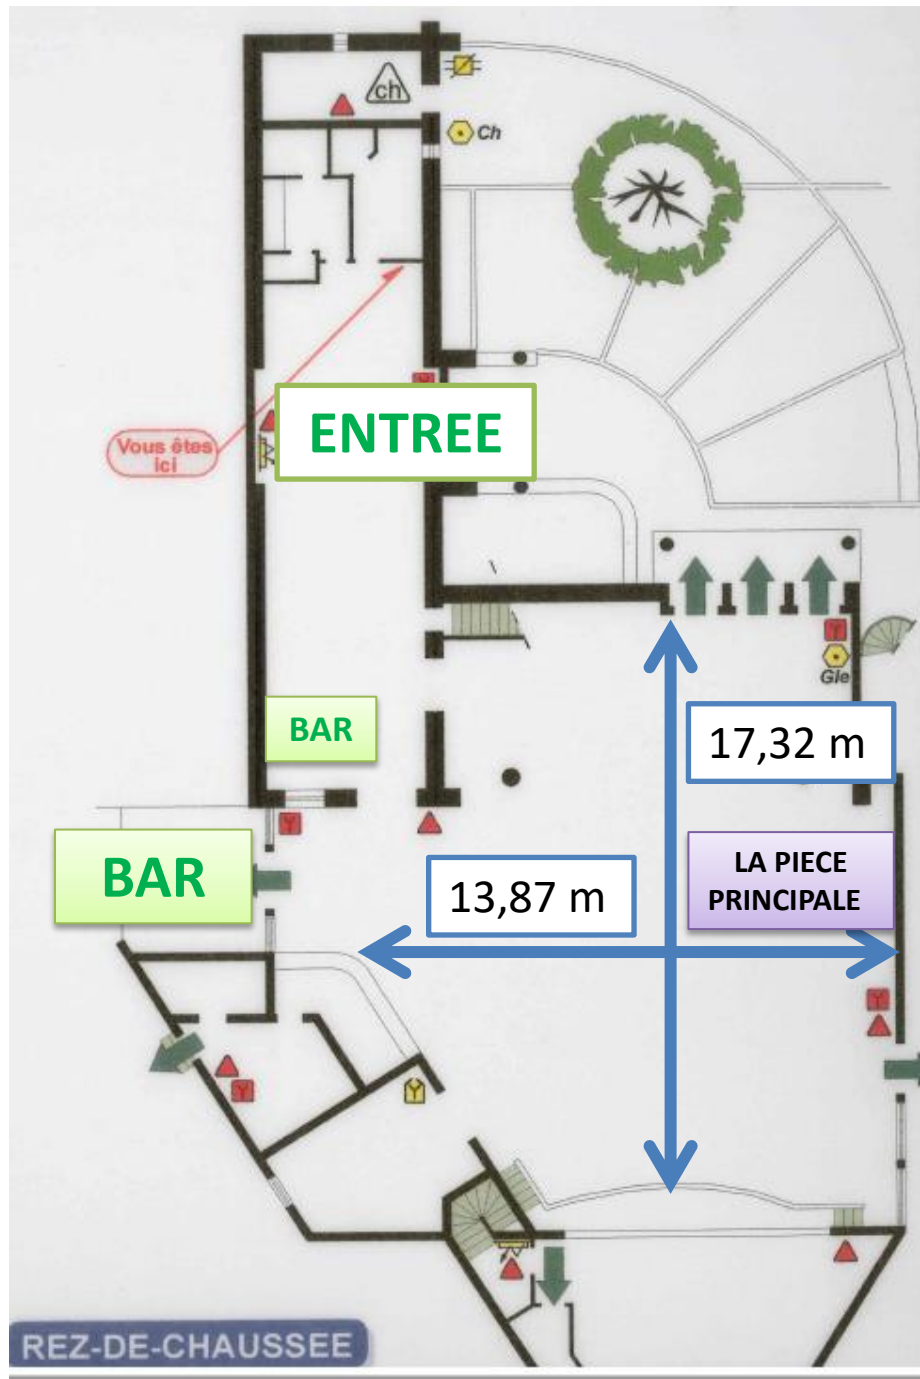 ch
Ch
ENTREE
Vous êtes
ici
Gle
BAR
17,32 m
BAR
13,87 m
LA PIECE
PRINCIPALE
REZ-DE-CHAUSSEE